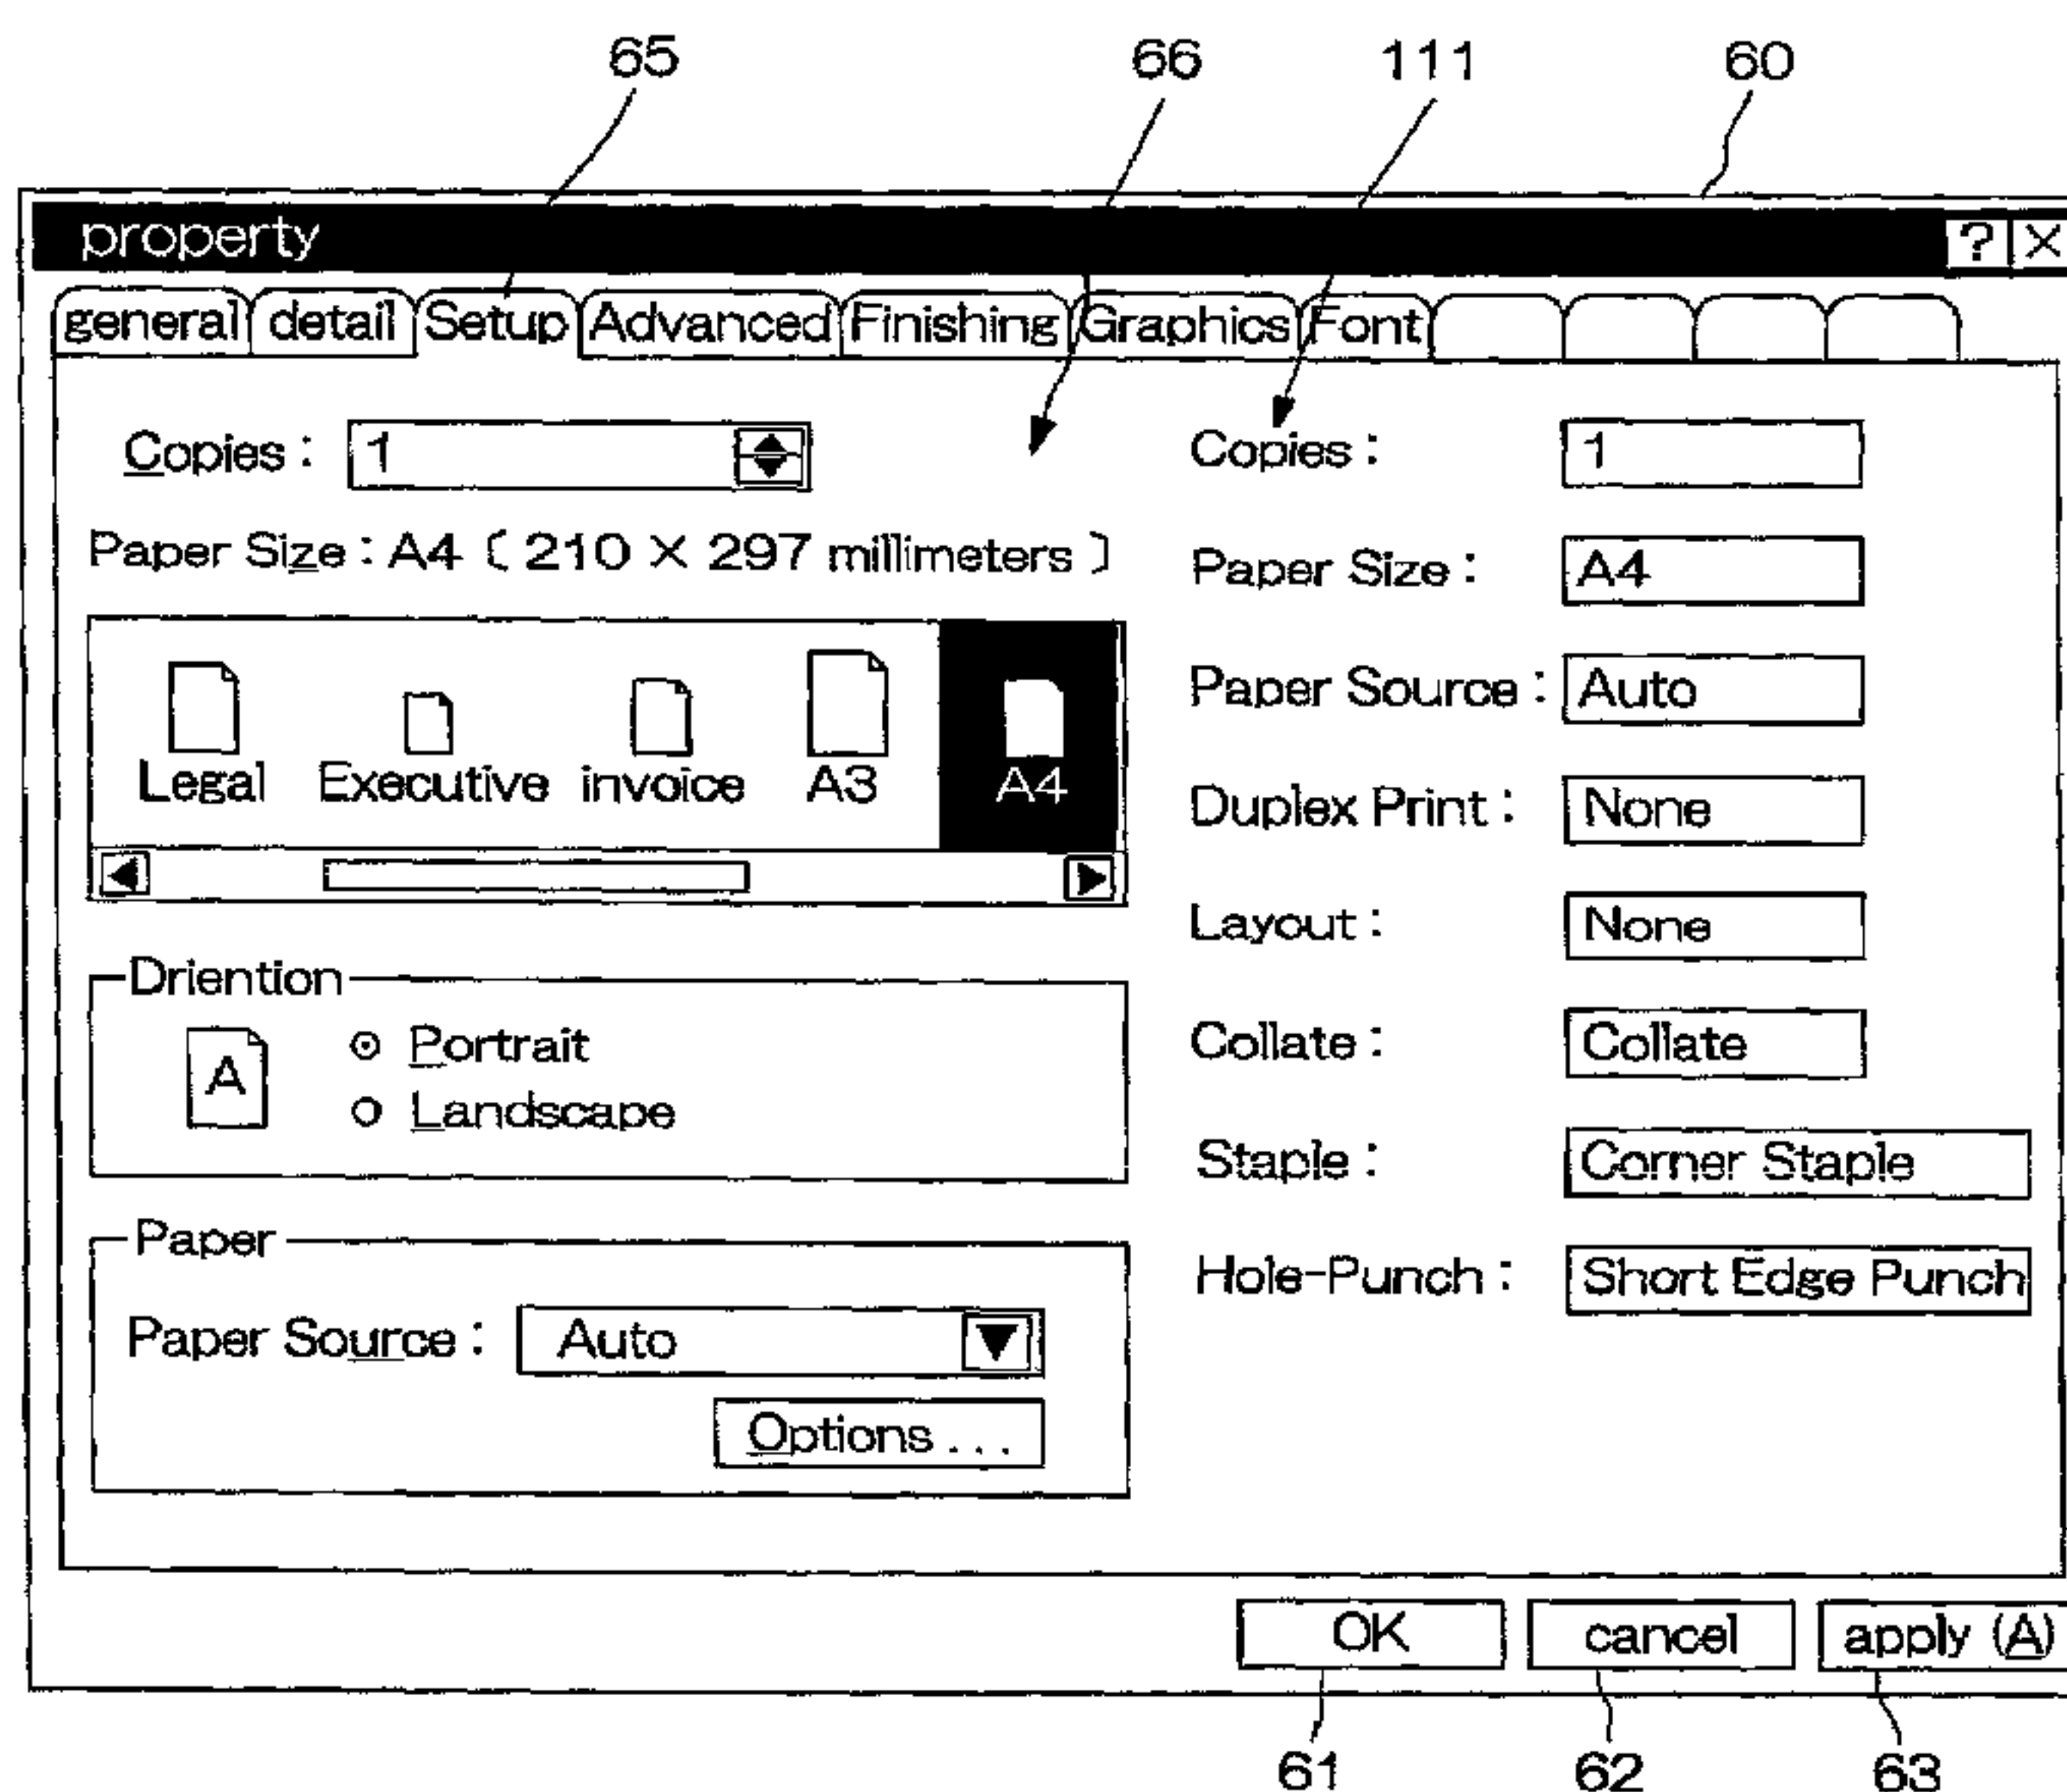 65 66 111 60
property ? X
general detail Setup Advanced Finishing Graphics Font
Copies : 1
Paper Size : A4 ( 210 × 297 millimeters )
Legal Executive invoice A3 A4
Driention
A
Portrait
Landscape
Paper
Paper Source : Auto
Options ...
Copies : 1
Paper Size : A4
Paper Source : Auto
Duplex Print : None
Layout : None
Collate : Collate
Staple : Corner Staple
Hole-Punch : Short Edge Punch
OK cancel apply (A)
61 62 63